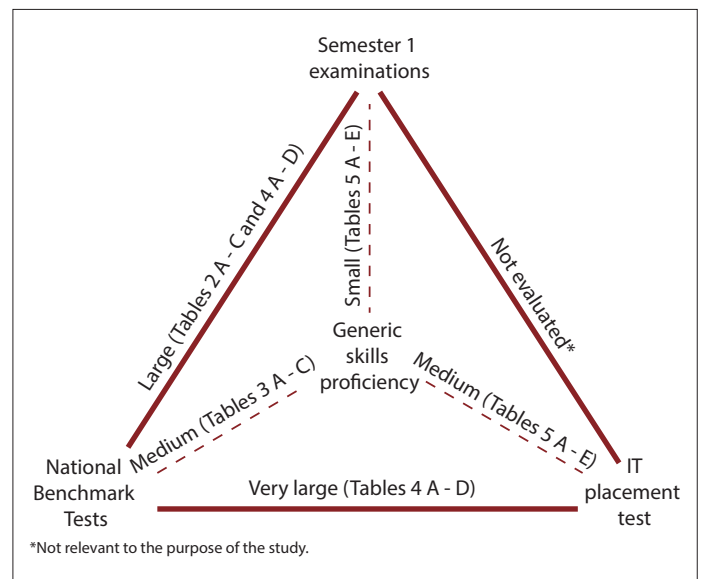 Semester 1
examinations
Large (Tables 2 A - C and 4 A - D)
Small (Tables 5 A - E)
Not evaluated*
Generic
skills
proficiency
Medium (Tables 3 A - C)
Medium (Tables 5 A - E)
National
Benchmark
Tests
Very large (Tables 4 A - D)
IT
placement
test
*Not relevant to the purpose of the study.